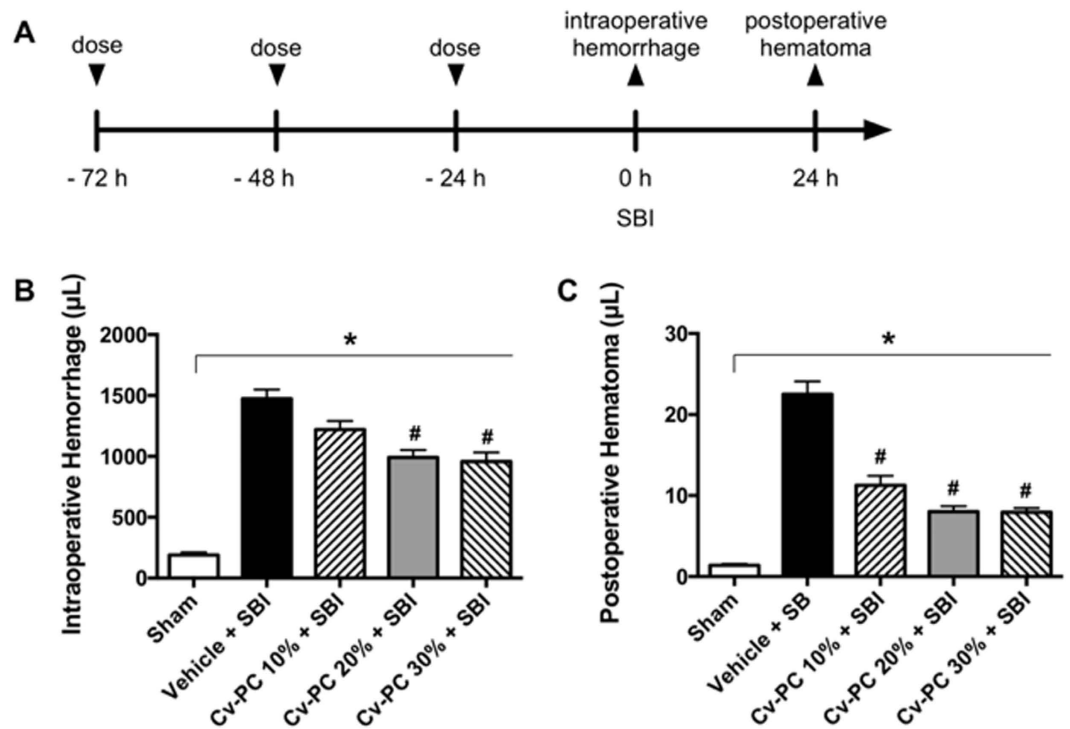 A
dose
dose
dose
intraoperative
hemorrhage
postoperative
hematoma
- 72 h
- 48 h
- 24 h
0 h
24 h
SBI
B
Intraoperative Hemorrhage (µL)
2000
1500
1000
500
0
*
#
#
Sham
Vehicle + SBI
Cv-PC 10% + SBI
Cv-PC 20% + SBI
Cv-PC 30% + SBI
C
Postoperative Hematoma (µL)
30
20
10
0
*
#
#
#
Sham
Vehicle + SB
Cv-PC 10% + SBI
Cv-PC 20% + SBI
Cv-PC 30% + SBI